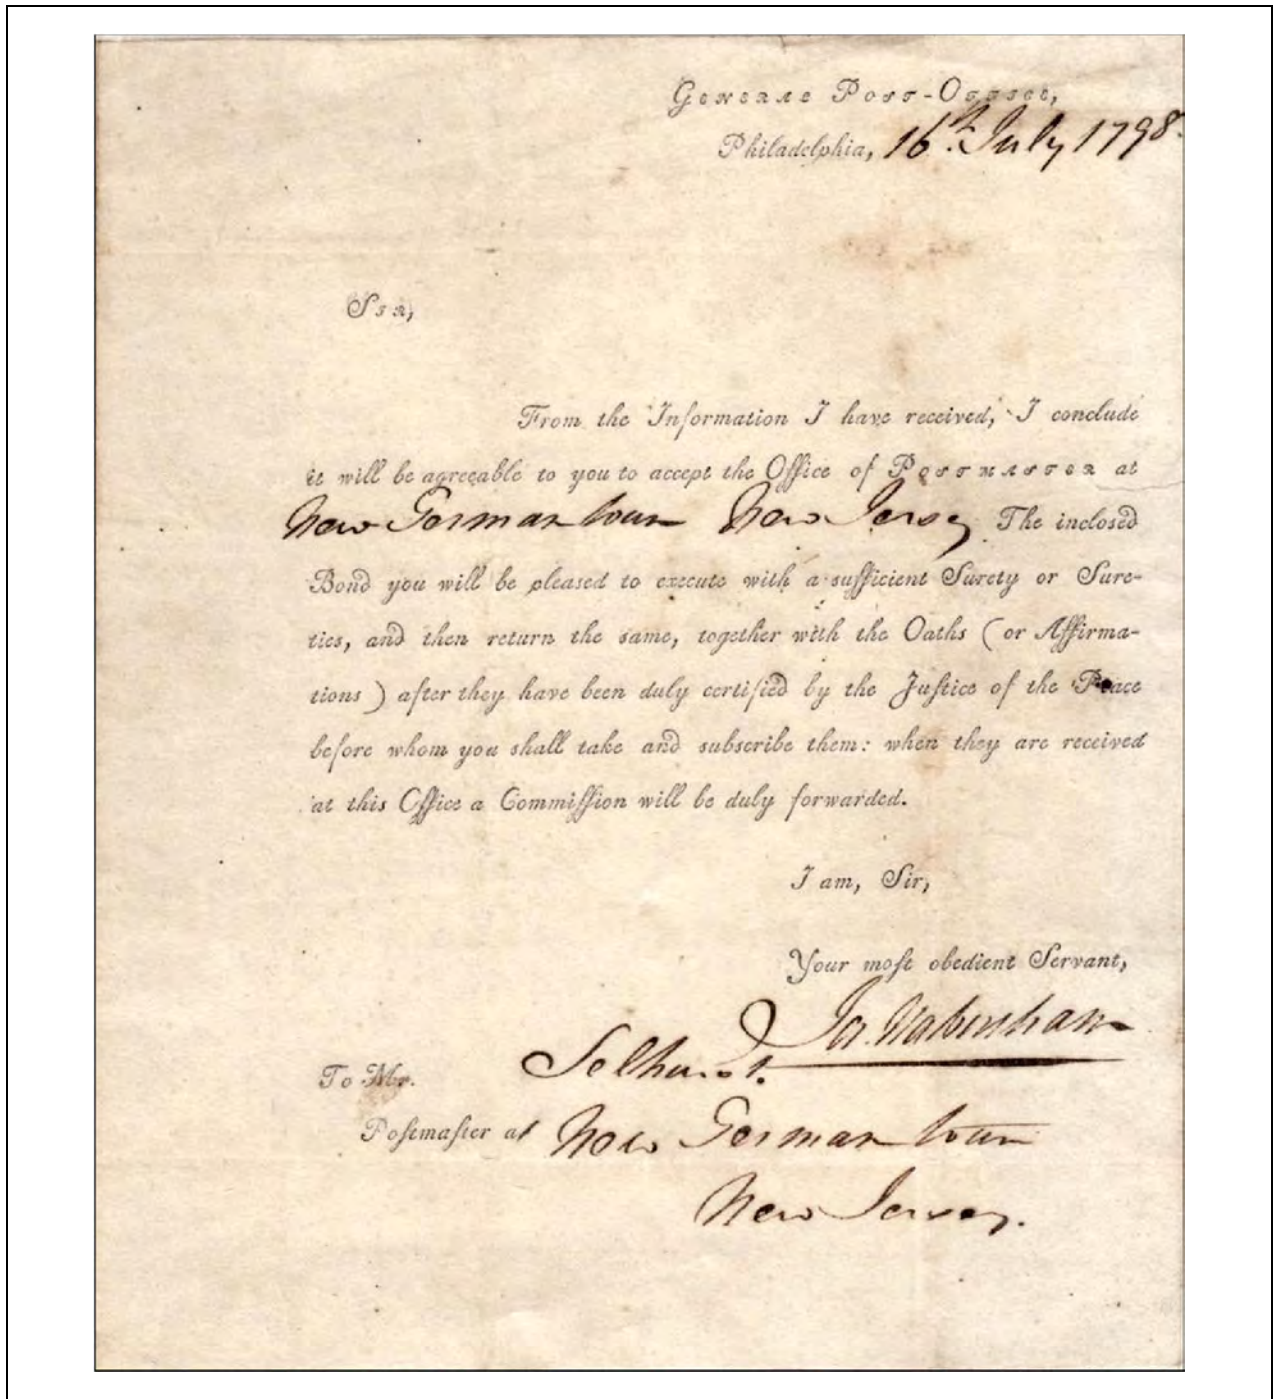 General Post-Office,
Philadelphia, 16th July 1798.
Sir,
From the Information I have received, I conclude
it will be agreeable to you to accept the Office of Postmaster at
New Germantown New Jersey. The inclosed
Bond you will be pleased to execute with a sufficient Surety or Sure-
ties, and then return the same, together with the Oaths (or Affirma-
tions) after they have been duly certified by the Justice of the Peace
before whom you shall take and subscribe them: when they are received
at this Office a Commission will be duly forwarded.
I am, Sir,
Your most obedient Servant,
Jos. Habersham
To Mr.
Postmaster at New Germantown
New Jersey.